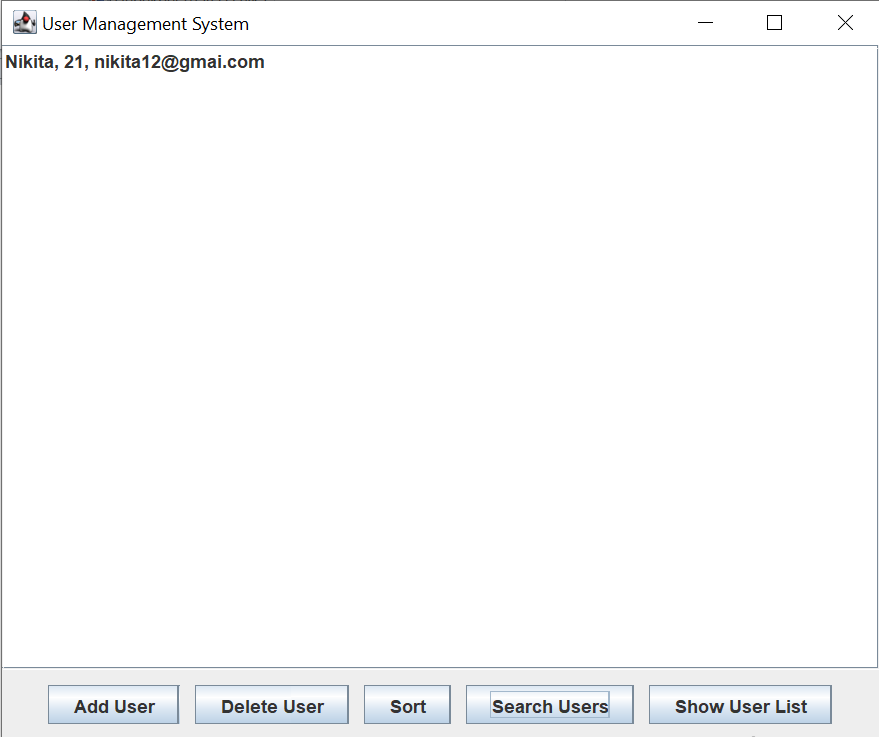 User Management System
Nikita, 21, nikita12@gmai.com
Add User Delete User Sort Search Users Show User List